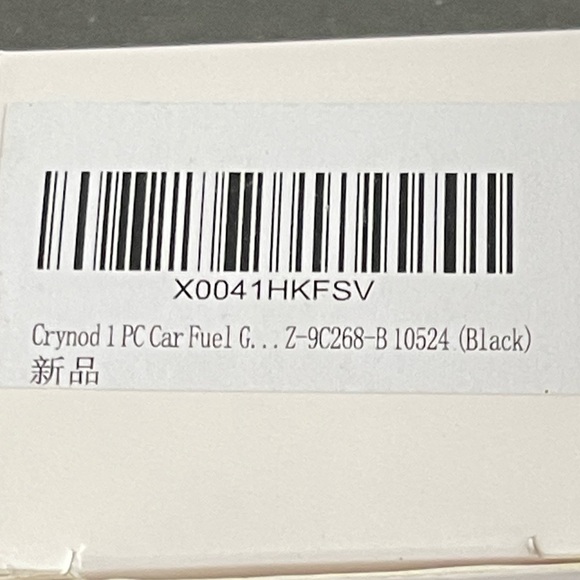 X0041HKFSV
Crynod 1 PC Car Fuel G... Z-9C268-B 10524 (Black)
新品